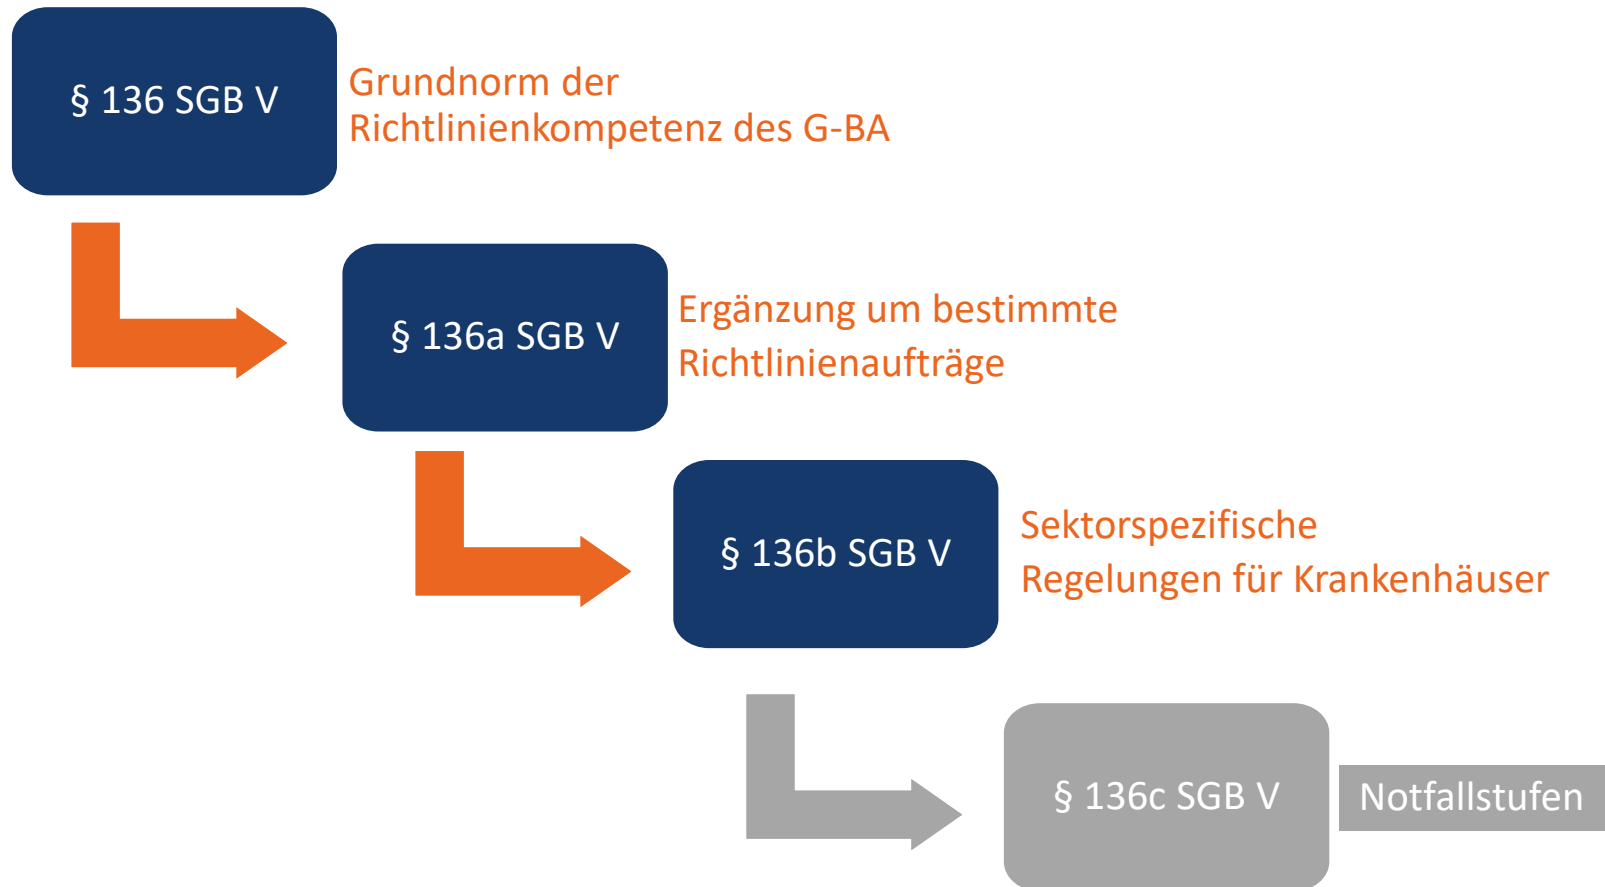 § 136 SGB V
Grundnorm der
Richtlinienkompetenz des G-BA
§ 136a SGB V
Ergänzung um bestimmte
Richtlinienaufträge
§ 136b SGB V
Sektorspezifische
Regelungen für Krankenhäuser
§ 136c SGB V
Notfallstufen